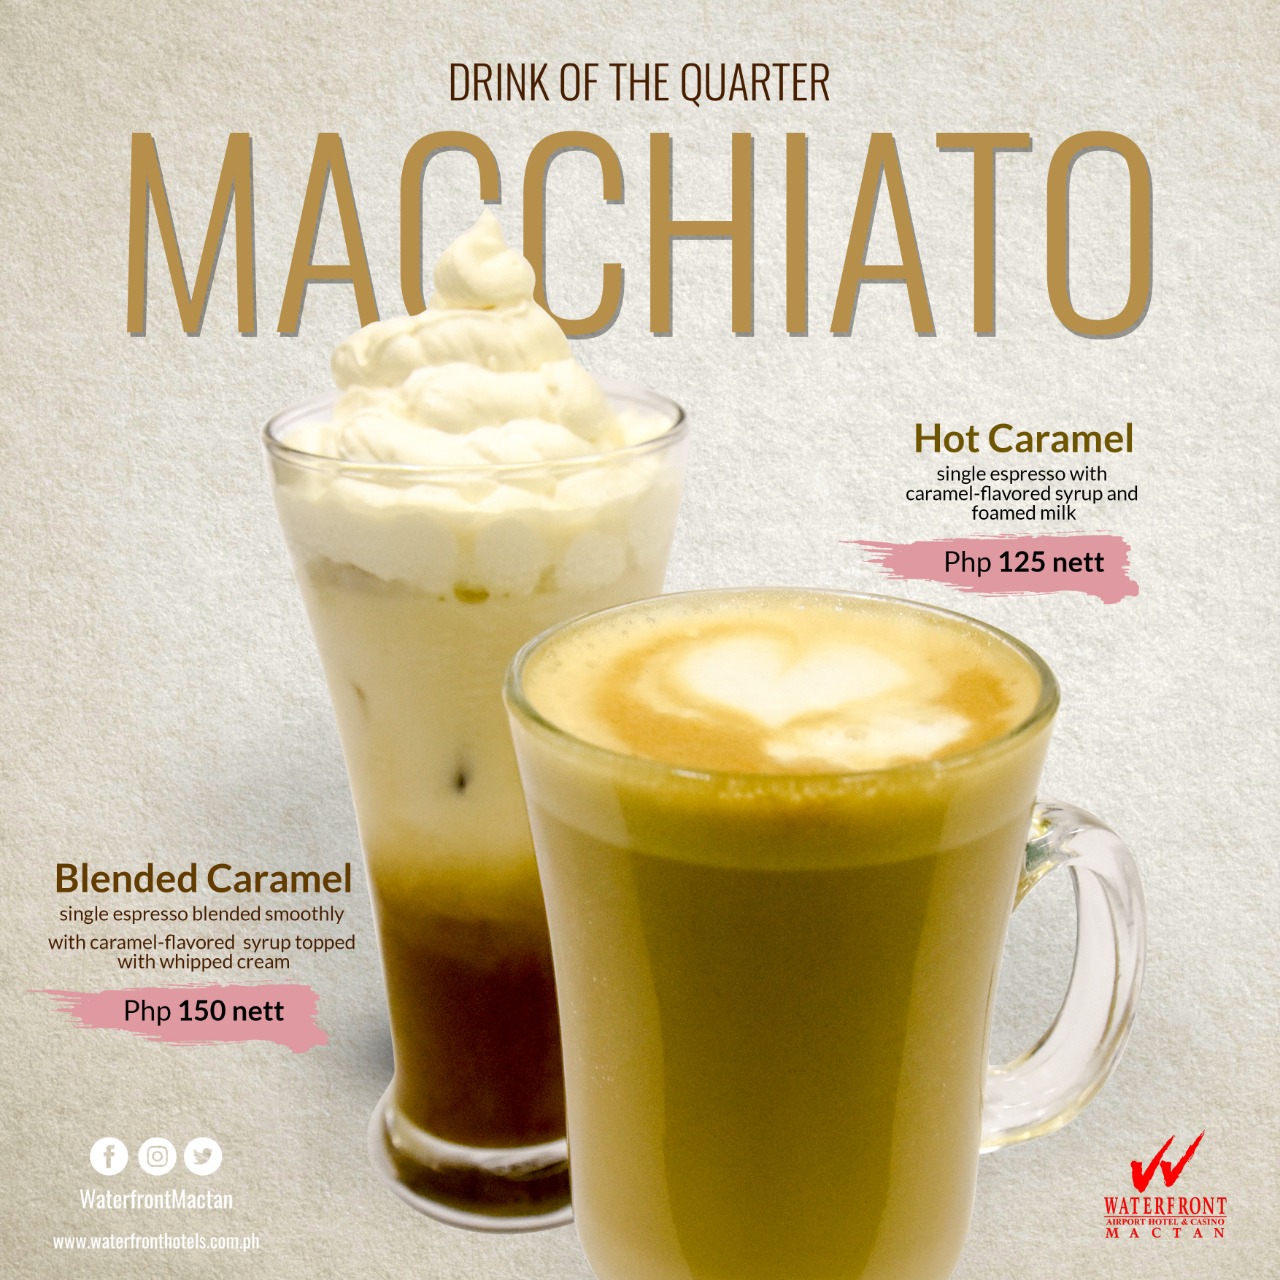 DRINK OF THE QUARTER
MACCHIATO
Hot Caramel
single espresso with
caramel-flavored syrup and
foamed milk
Php 125 nett
Blended Caramel
single espresso blended smoothly
with caramel-flavored syrup topped
with whipped cream
Php 150 nett
WaterfrontMactan
www.waterfronthotels.com.ph
WATERFRONT
AIRPORT HOTEL & CASINO
MACTAN